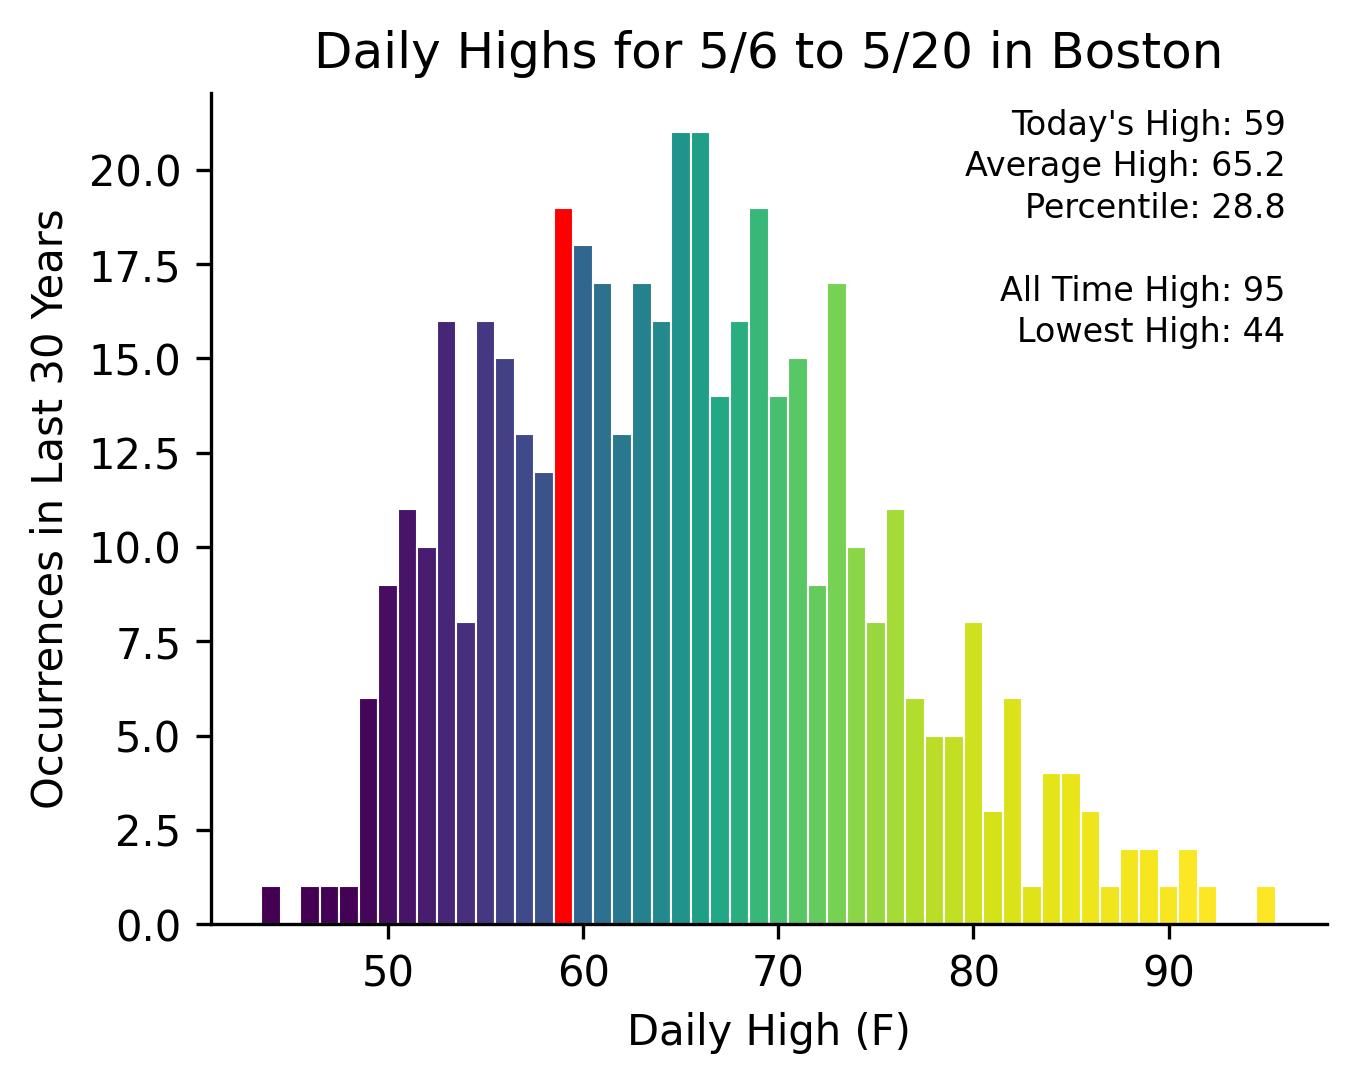 Daily Highs for 5/6 to 5/20 in Boston
Today's High: 59
Average High: 65.2
Percentile: 28.8
All Time High: 95
Lowest High: 44
Occurrences in Last 30 Years
20.0
17.5
15.0
12.5
10.0
7.5
5.0
2.5
0.0
50 60 70 80 90
Daily High (F)